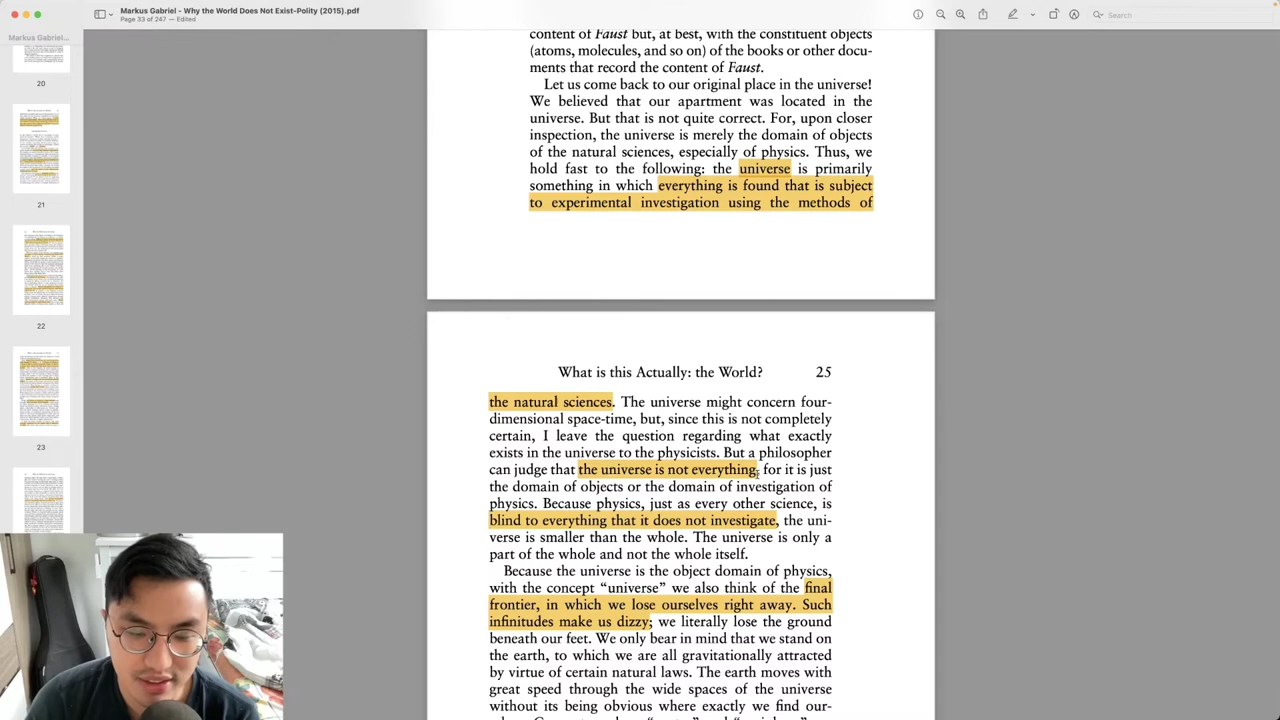 Markus Gabriel - Why the World Does Not Exist-Polity (2015).pdf
Page 33 of 247 – Edited
Search
Markus Gabriel...
20
21
22
23
content of Faust but, at best, with the constituent objects
(atoms, molecules, and so on) of the books or other docu-
ments that record the content of Faust.
Let us come back to our original place in the universe!
We believed that our apartment was located in the
universe. But that is not quite correct. For, upon closer
inspection, the universe is merely the domain of objects
of the natural sciences, especially of physics. Thus, we
hold fast to the following: the universe is primarily
something in which everything is found that is subject
to experimental investigation using the methods of
What is this Actually: the World? 25
the natural sciences. The universe might concern four-
dimensional space-time, but, since this is not completely
certain, I leave the question regarding what exactly
exists in the universe to the physicists. But a philosopher
can judge that the universe is not everything, for it is just
the domain of objects or the domain of investigation of
physics. Because physics, just as every other science, is
blind to everything that it does not investigate, the uni-
verse is smaller than the whole. The universe is only a
part of the whole and not the whole itself.
Because the universe is the object domain of physics,
with the concept “universe” we also think of the final
frontier, in which we lose ourselves right away. Such
infinitudes make us dizzy; we literally lose the ground
beneath our feet. We only bear in mind that we stand on
the earth, to which we are all gravitationally attracted
by virtue of certain natural laws. The earth moves with
great speed through the wide spaces of the universe
without its being obvious where exactly we find our-